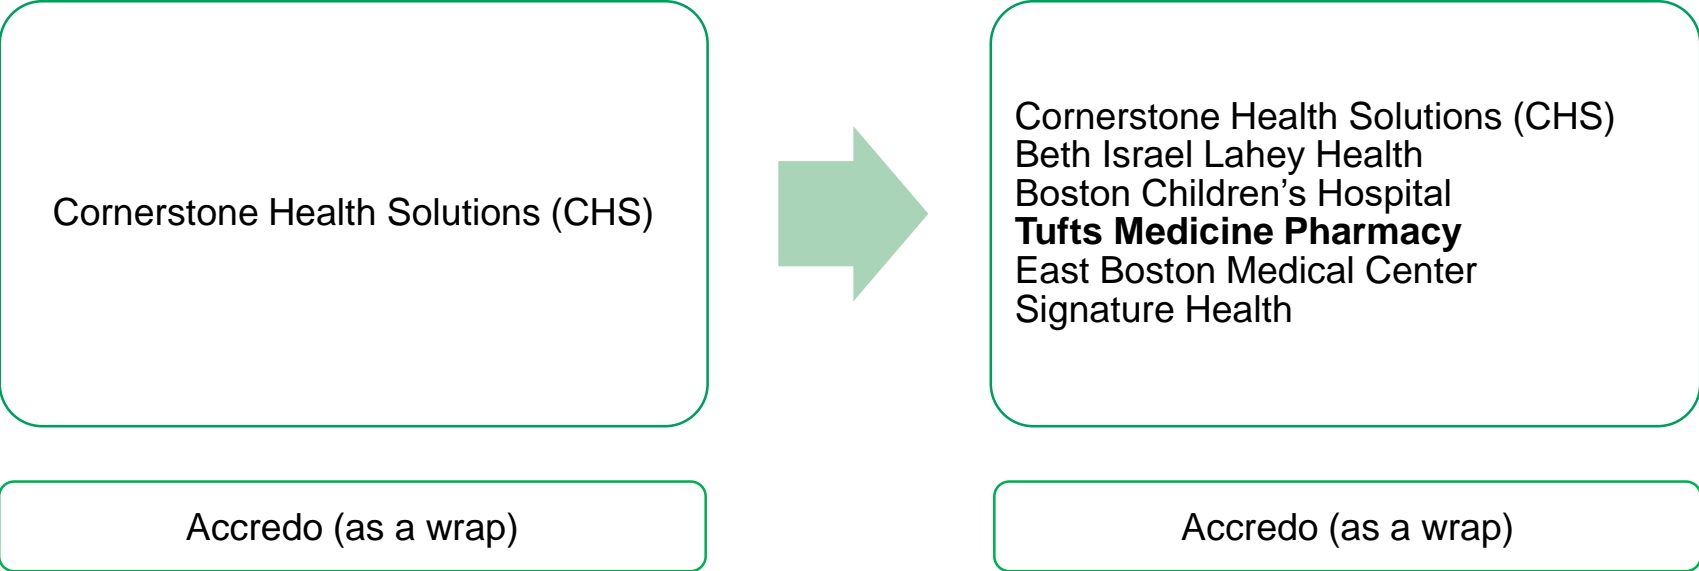 Cornerstone Health Solutions (CHS)
Cornerstone Health Solutions (CHS)
Beth Israel Lahey Health
Boston Children’s Hospital
Tufts Medicine Pharmacy
East Boston Medical Center
Signature Health
Accredo (as a wrap)
Accredo (as a wrap)